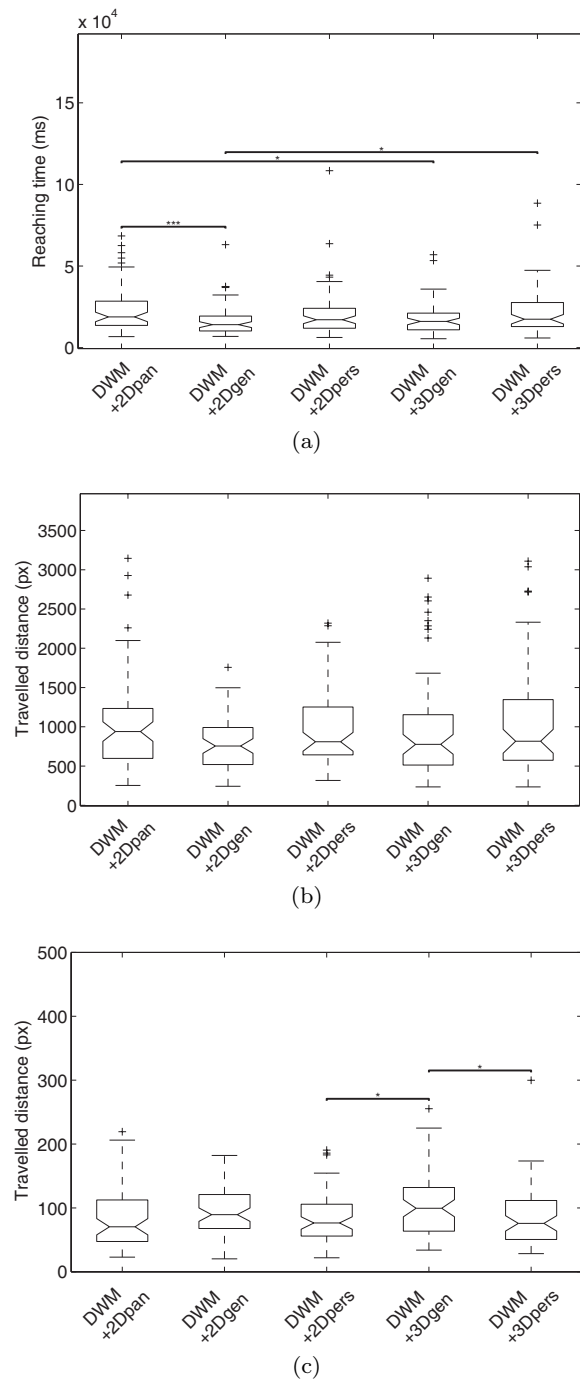 x 10⁴
15
10
5
0
Reaching time (ms)
*
*
***
DWM
+2Dpan
DWM
+2Dgen
DWM
+2Dpers
DWM
+3Dgen
DWM
+3Dpers
(a)
3500
3000
2500
2000
1500
1000
500
0
Travelled distance (px)
DWM
+2Dpan
DWM
+2Dgen
DWM
+2Dpers
DWM
+3Dgen
DWM
+3Dpers
(b)
500
400
300
200
100
0
Travelled distance (px)
*
*
DWM
+2Dpan
DWM
+2Dgen
DWM
+2Dpers
DWM
+3Dgen
DWM
+3Dpers
(c)